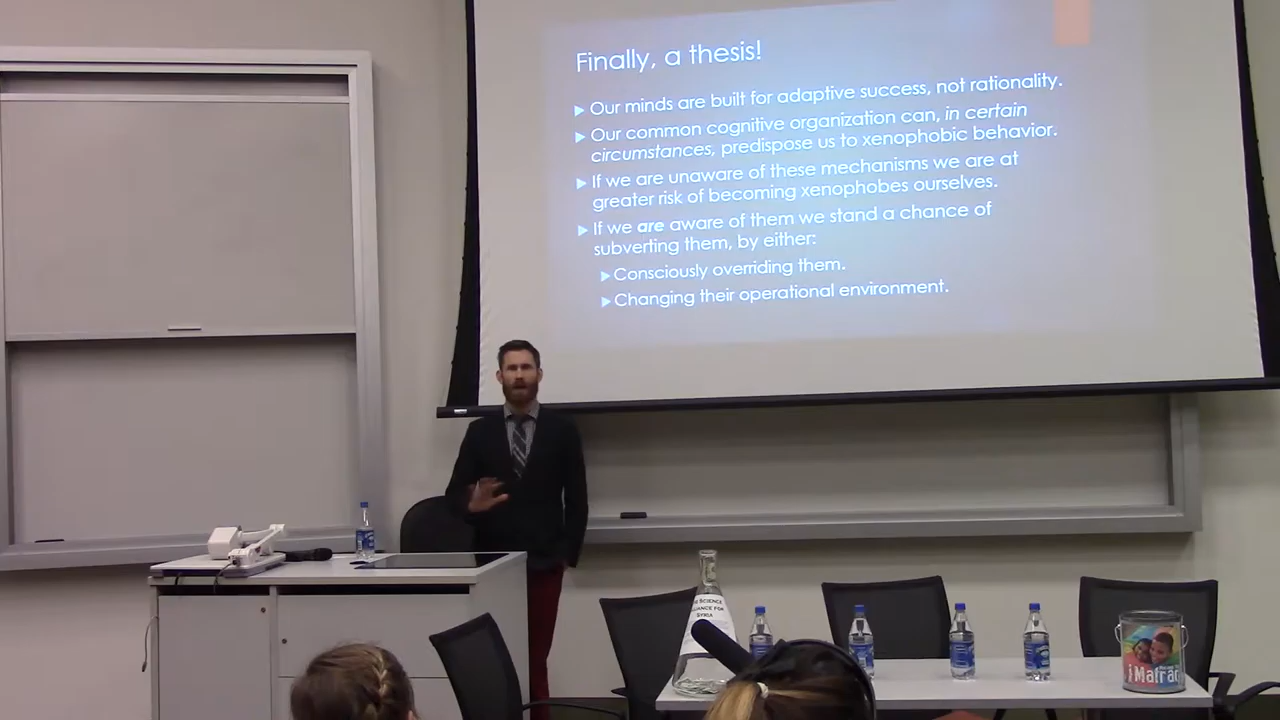 Finally, a thesis!
Our minds are built for adaptive success, not rationality.
Our common cognitive organization can, in certain
circumstances, predispose us to xenophobic behavior.
If we are unaware of these mechanisms we are at
greater risk of becoming xenophobes ourselves.
If we are aware of them we stand a chance of
subverting them, by either:
Consciously overriding them.
Changing their operational environment.
SCIENCE
FOR
SYRIA